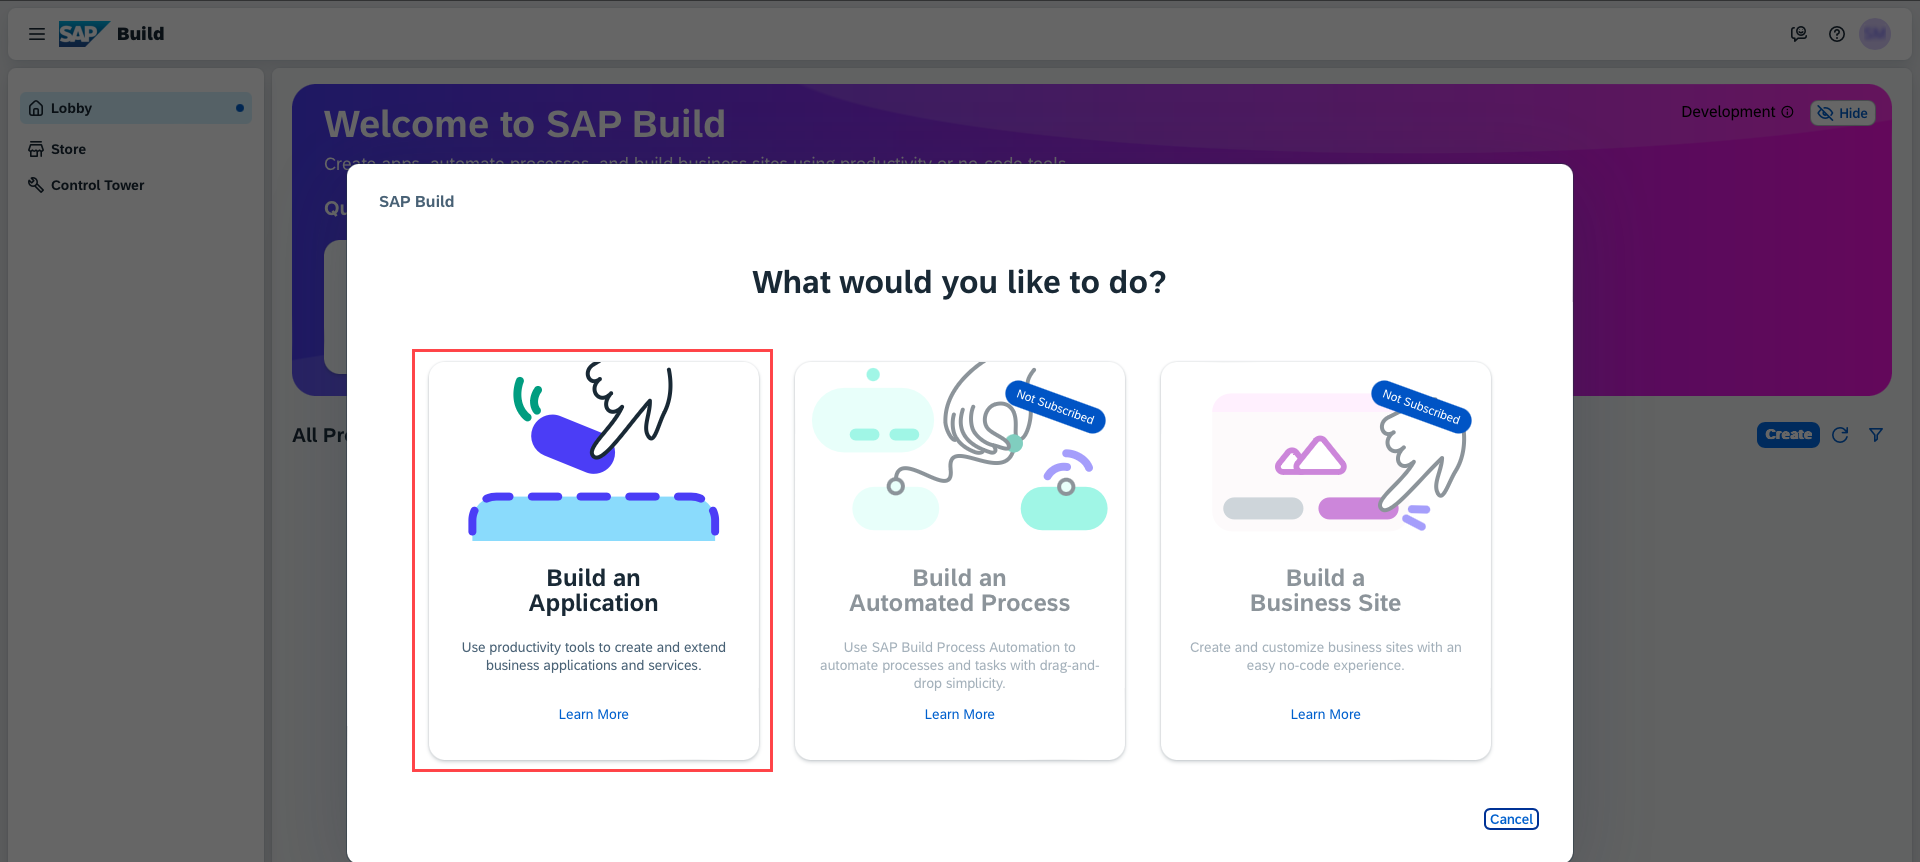 SAP Build
Lobby
Store
Control Tower
Welcome to SAP Build
Development
Hide
Create apps, automate processes, and build business sites using productivity or no-code tools
SAP Build
What would you like to do?
Build an
Application
Use productivity tools to create and extend
business applications and services.
Learn More
Not Subscribed
Build an
Automated Process
Use SAP Build Process Automation to
automate processes and tasks with drag-and-
drop simplicity.
Learn More
Not Subscribed
Build a
Business Site
Create and customize business sites with an
easy no-code experience.
Learn More
All
Create
Cancel